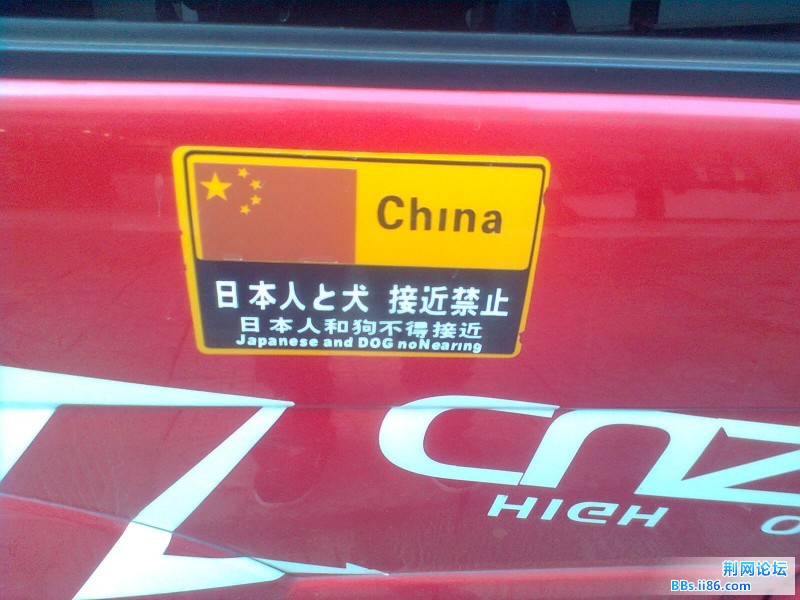 China
日本人と犬 接近禁止
日本人和狗不得接近
Japanese and DOG noNearing
CNZ
HIGH
荆网论坛
BBs.ii86.com